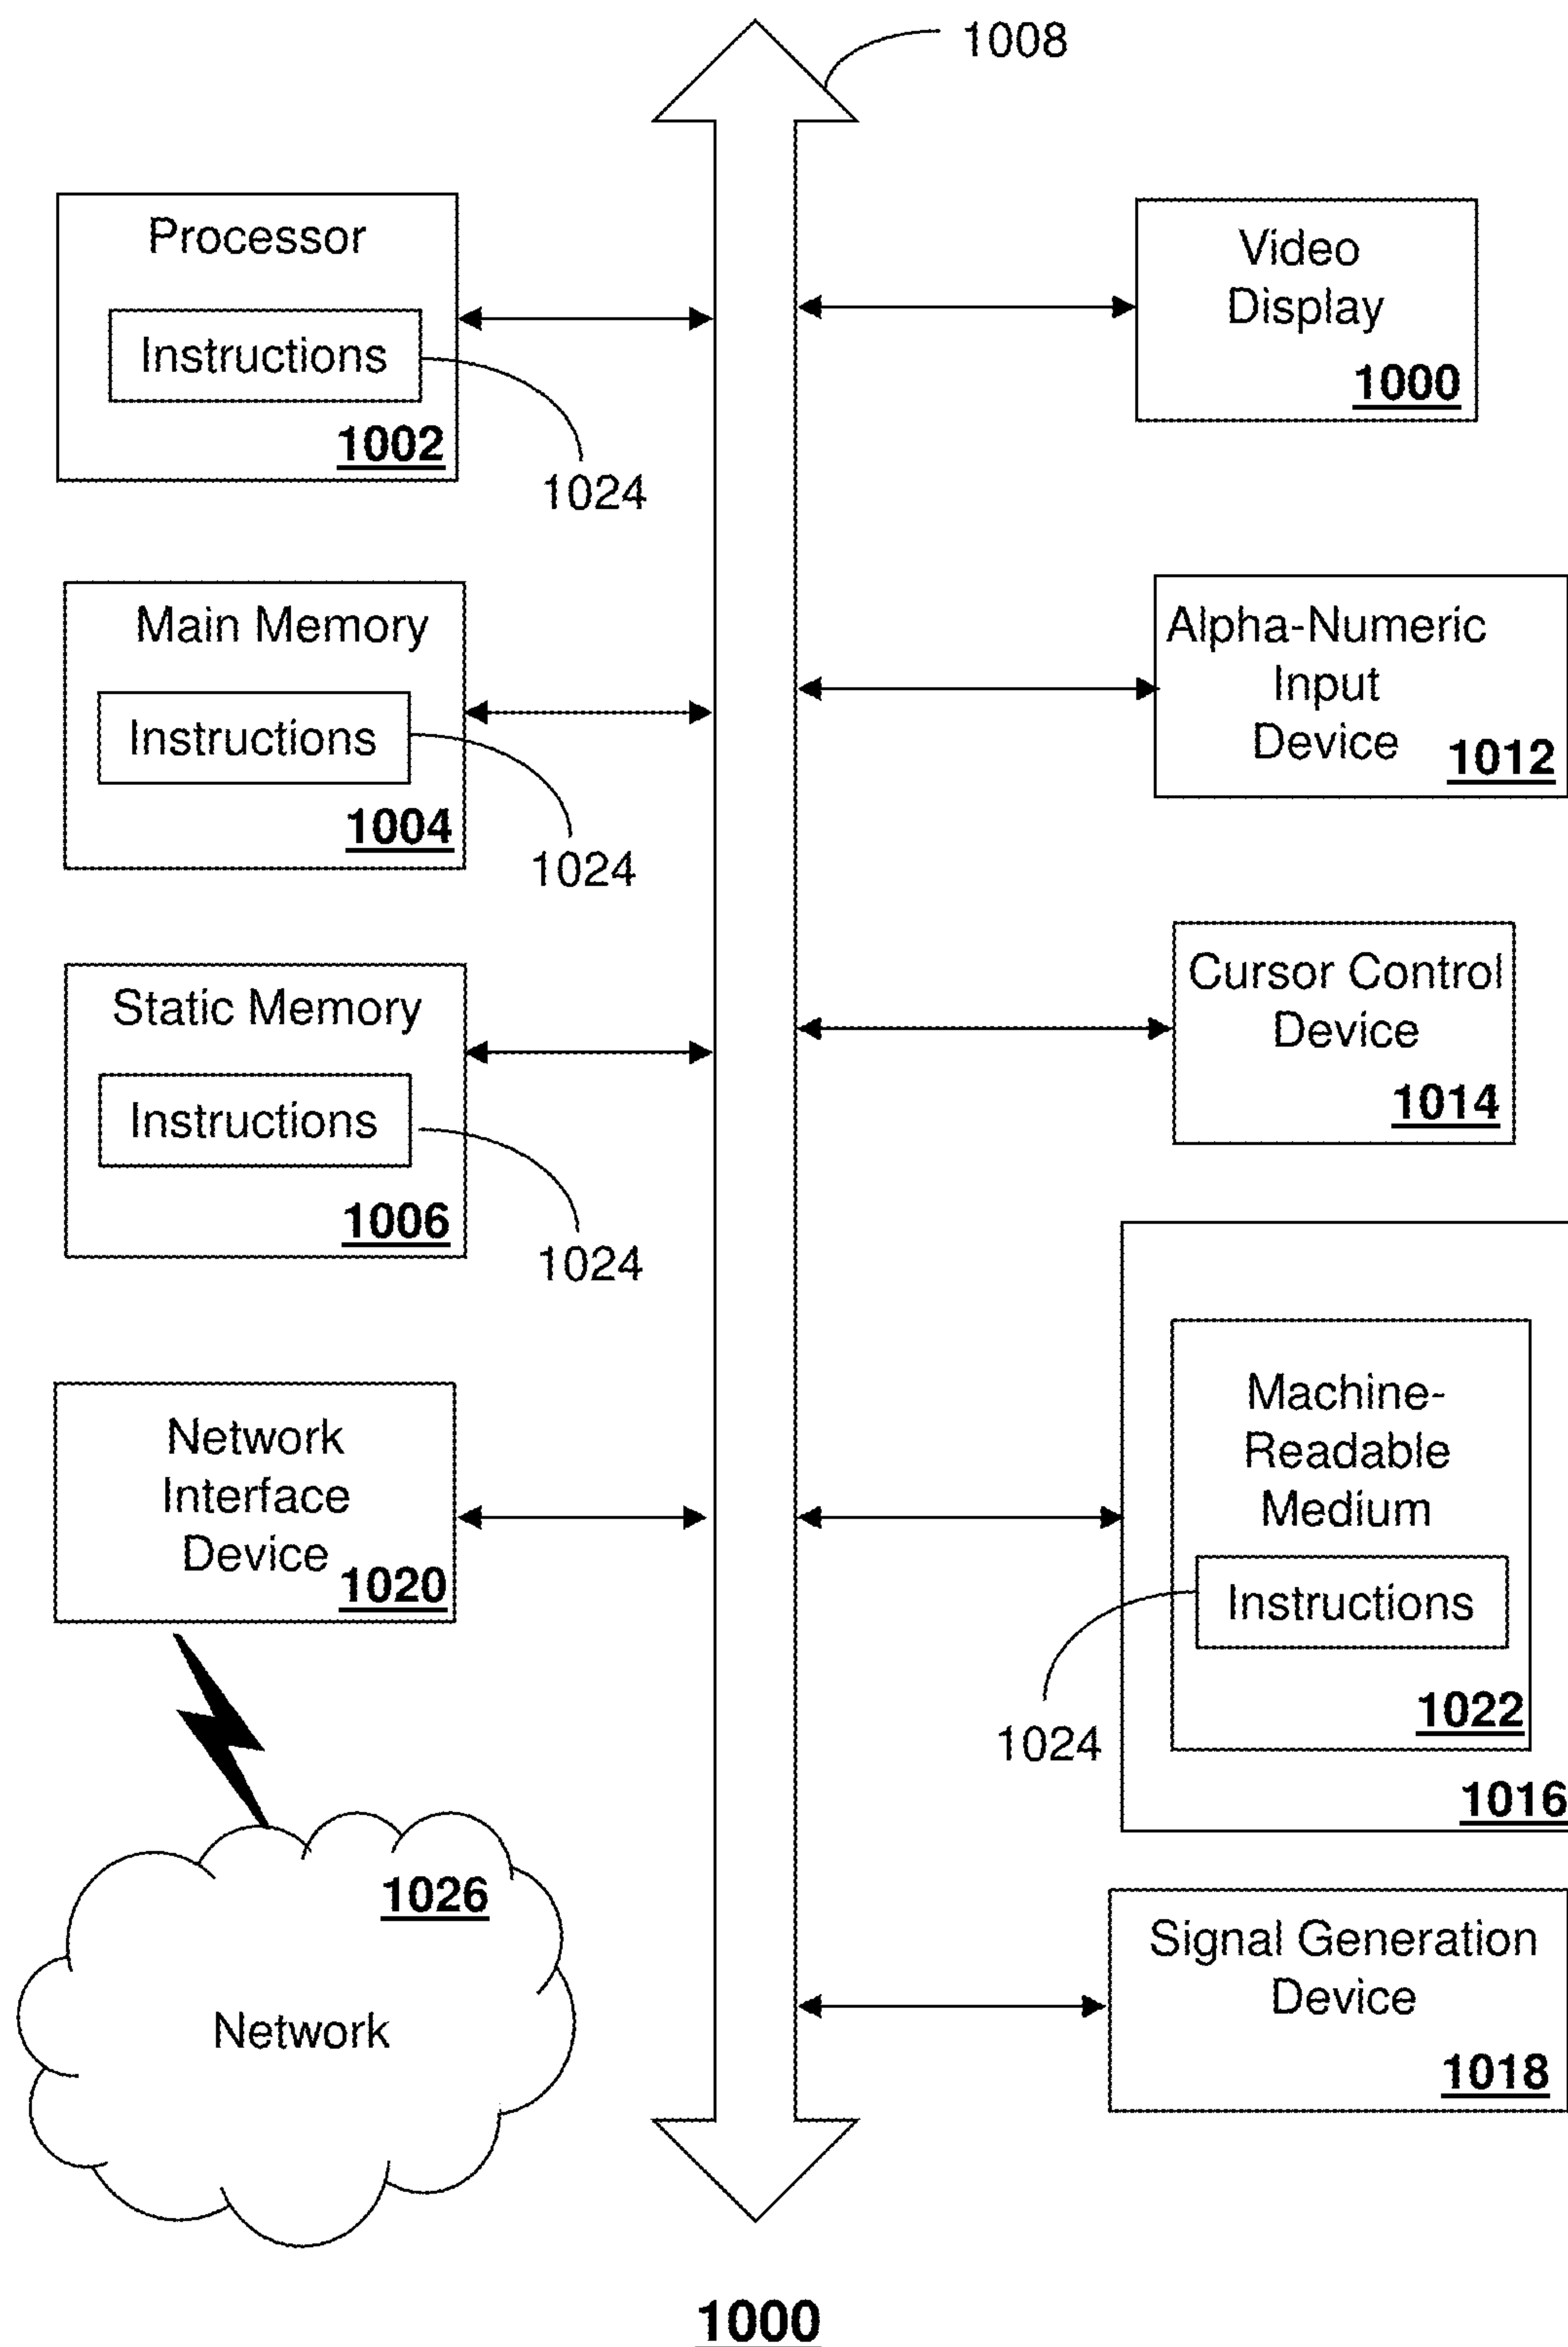 1008
Processor
Instructions
1002
1024
Main Memory
Instructions
1004
1024
Static Memory
Instructions
1006
1024
Network
Interface
Device
1020
1026
Network
Video
Display
1000
Alpha-Numeric
Input
Device
1012
Cursor Control
Device
1014
Machine-
Readable
Medium
Instructions
1022
1024
1016
Signal Generation
Device
1018
1000